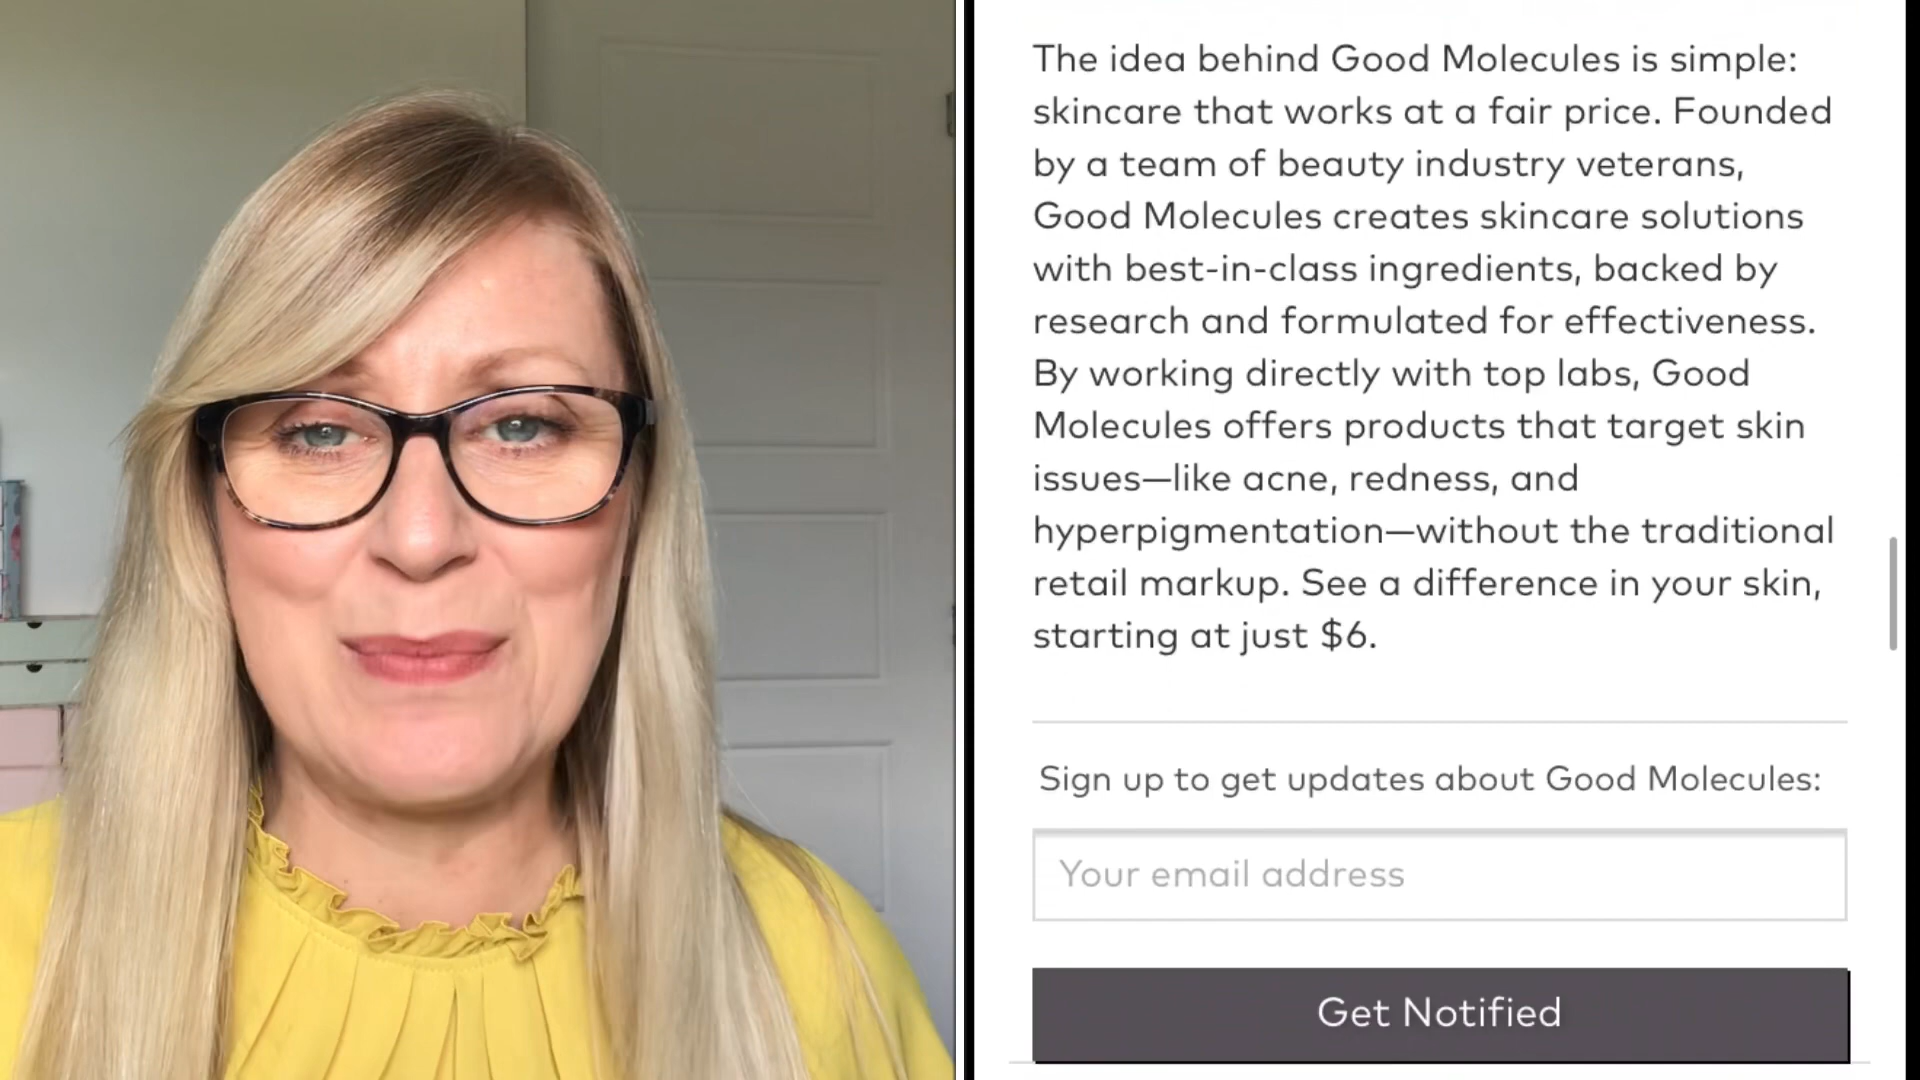 The idea behind Good Molecules is simple:
skincare that works at a fair price. Founded
by a team of beauty industry veterans,
Good Molecules creates skincare solutions
with best-in-class ingredients, backed by
research and formulated for effectiveness.
By working directly with top labs, Good
Molecules offers products that target skin
issues—like acne, redness, and
hyperpigmentation—without the traditional
retail markup. See a difference in your skin,
starting at just $6.
Sign up to get updates about Good Molecules:
Your email address
Get Notified